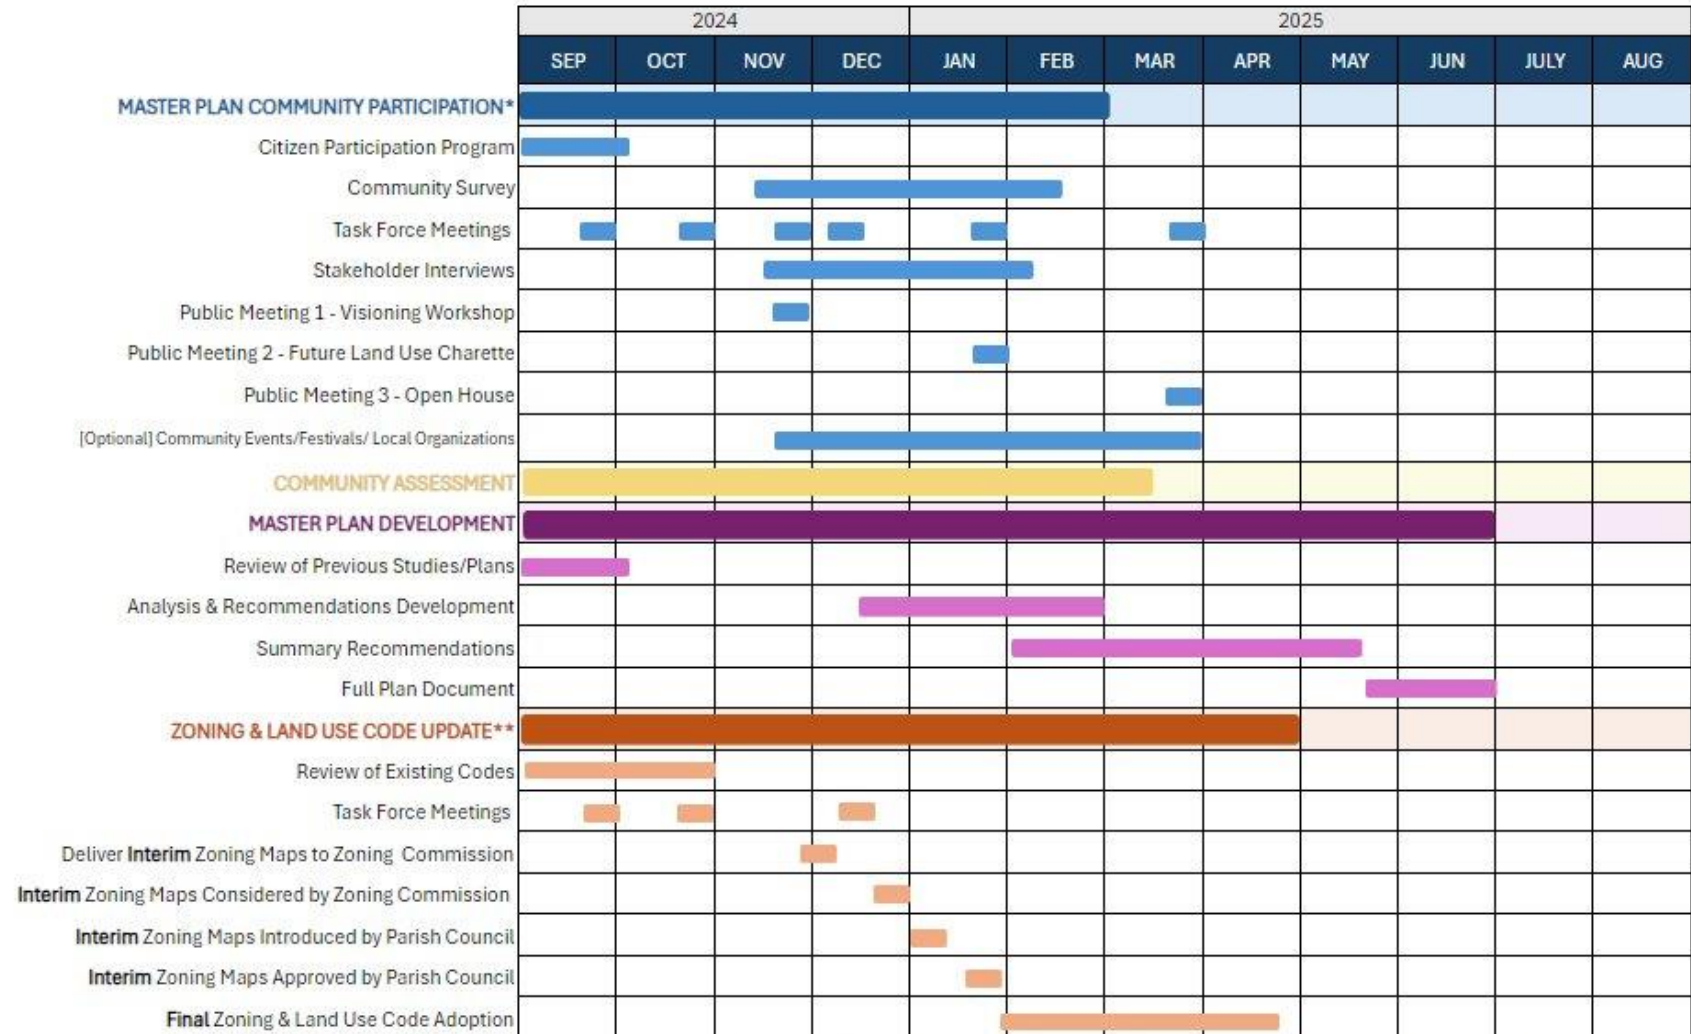 2024 2025
SEP OCT NOV DEC JAN FEB MAR APR MAY JUN JULY AUG
MASTER PLAN COMMUNITY PARTICIPATION*
Citizen Participation Program
Community Survey
Task Force Meetings
Stakeholder Interviews
Public Meeting 1 - Visioning Workshop
Public Meeting 2 - Future Land Use Charette
Public Meeting 3 - Open House
[Optional] Community Events/Festivals/ Local Organizations
COMMUNITY ASSESSMENT
MASTER PLAN DEVELOPMENT
Review of Previous Studies/Plans
Analysis & Recommendations Development
Summary Recommendations
Full Plan Document
ZONING & LAND USE CODE UPDATE**
Review of Existing Codes
Task Force Meetings
Deliver Interim Zoning Maps to Zoning Commission
Interim Zoning Maps Considered by Zoning Commission
Interim Zoning Maps Introduced by Parish Council
Interim Zoning Maps Approved by Parish Council
Final Zoning & Land Use Code Adoption